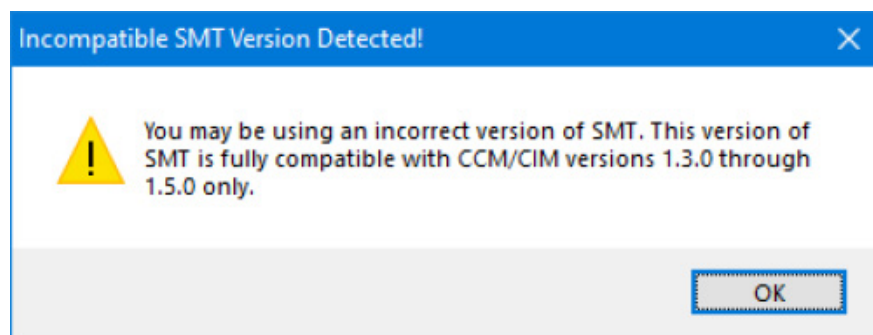 Incompatible SMT Version Detected!
You may be using an incorrect version of SMT. This version of
SMT is fully compatible with CCM/CIM versions 1.3.0 through
1.5.0 only.
OK